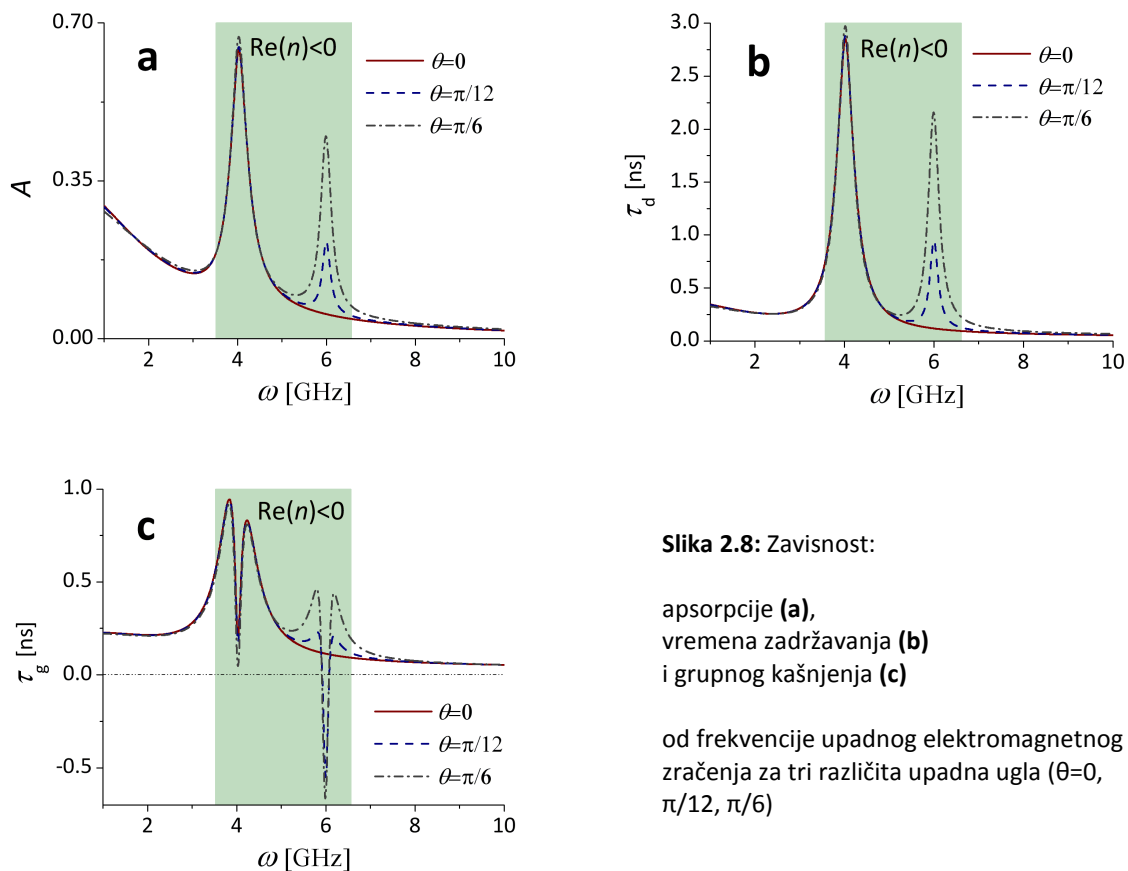 0.70
0.35
0.00
A
a
Re(n)<0
θ=0
θ=π/12
θ=π/6
2 4 6 8 10
ω [GHz]
3.0
2.5
2.0
1.5
1.0
0.5
0.0
τd [ns]
b
Re(n)<0
θ=0
θ=π/12
θ=π/6
2 4 6 8 10
ω [GHz]
1.0
0.5
0.0
-0.5
τg [ns]
c
Re(n)<0
θ=0
θ=π/12
θ=π/6
2 4 6 8 10
ω [GHz]
Slika 2.8: Zavisnost:
apsorpcije (a),
vremena zadržavanja (b)
i grupnog kašnjenja (c)
od frekvencije upadnog elektromagnetnog
zračenja za tri različita upadna ugla (θ=0,
π/12, π/6)